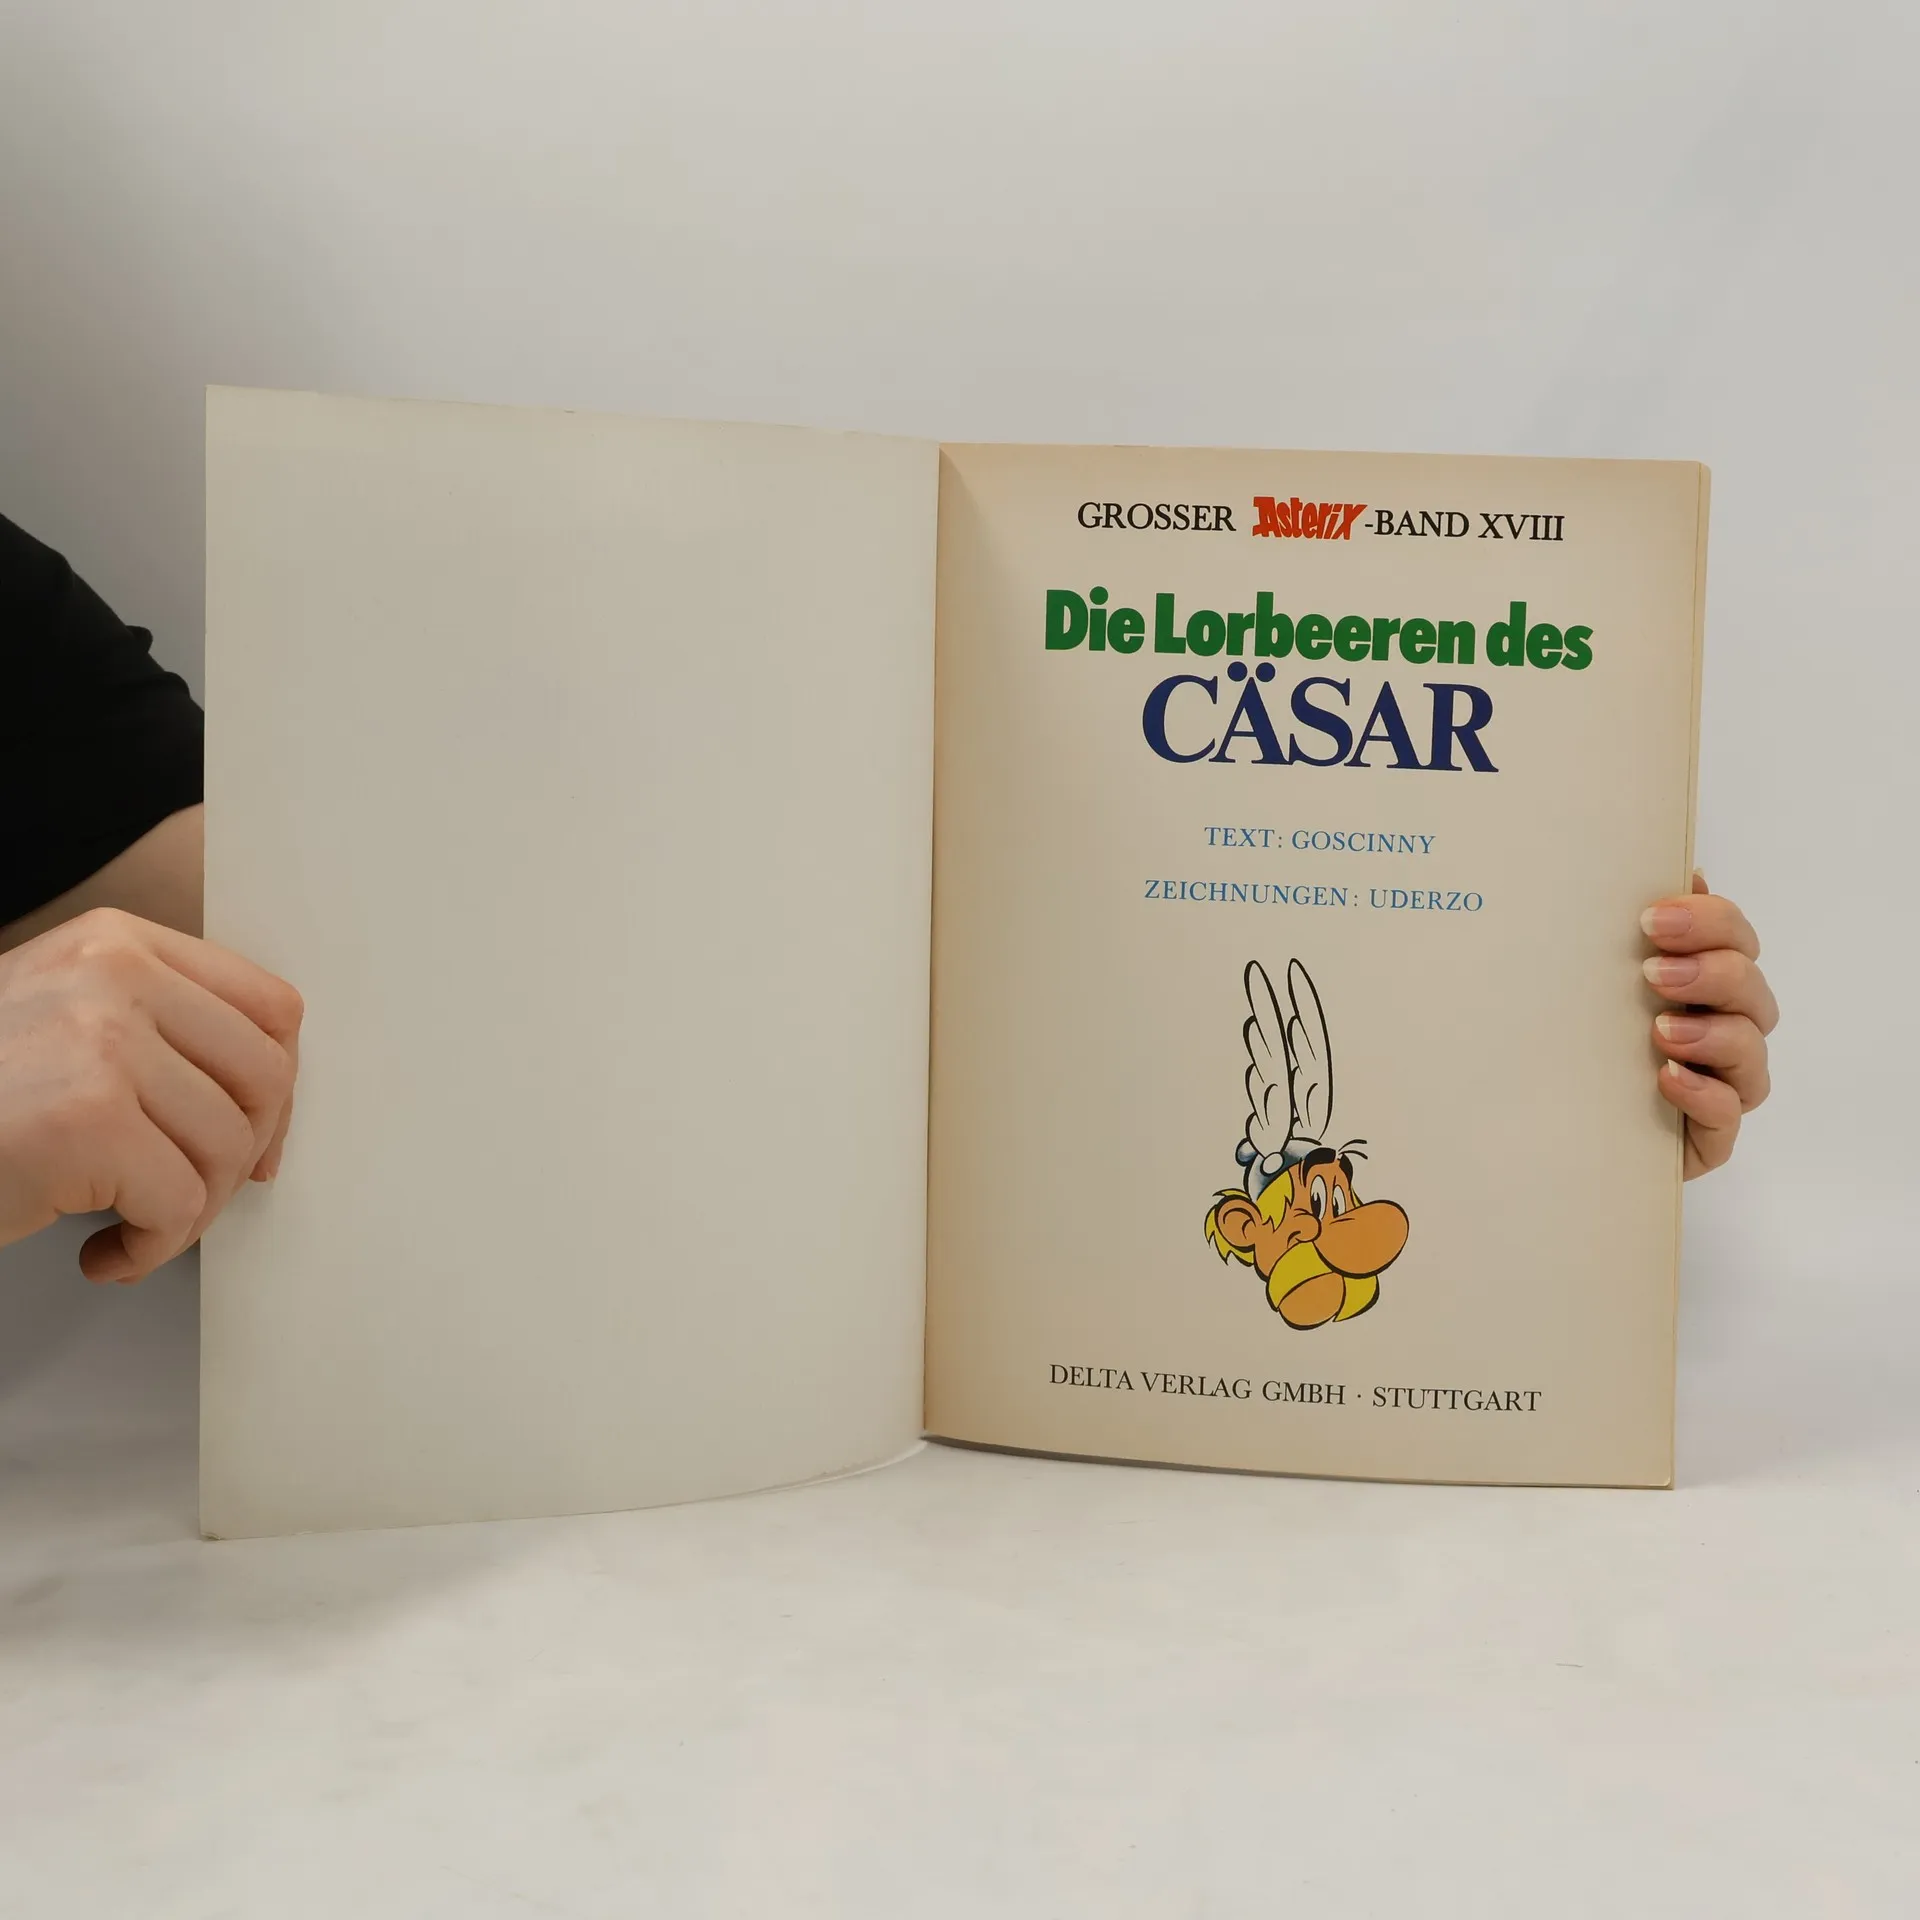 GROSSER Asterix-BAND XVIII
Die Lorbeeren des
CÄSAR
TEXT: GOSCINNY
ZEICHNUNGEN: UDERZO
DELTA VERLAG GMBH · STUTTGART